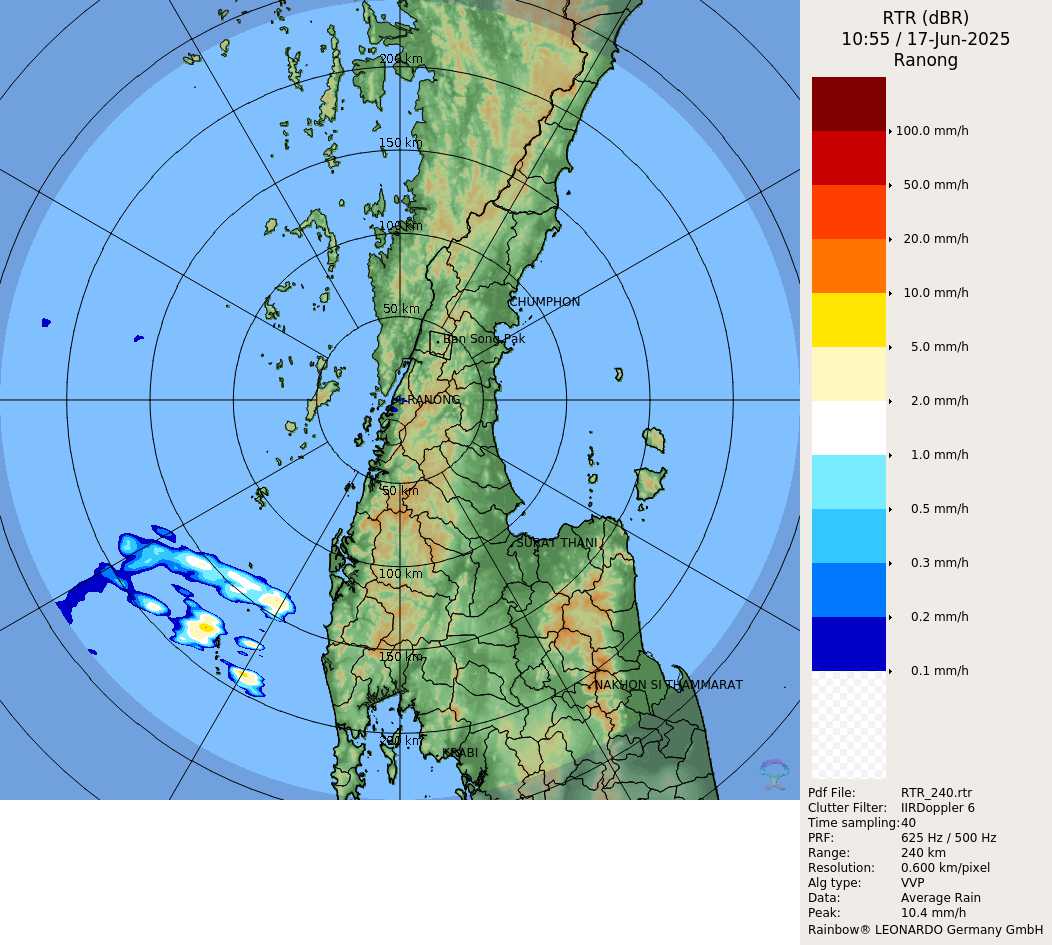 RTR (dBR)
10:55 / 17-Jun-2025
Ranong
200 km
150 km
100 km
50 km
CHUMPHON
Ban Song Pak
RANONG
50 km
SURAT THANI
100 km
150 km
NAKHON SI THAMMARAT
200 km
KRABI
100.0 mm/h
50.0 mm/h
20.0 mm/h
10.0 mm/h
5.0 mm/h
2.0 mm/h
1.0 mm/h
0.5 mm/h
0.3 mm/h
0.2 mm/h
0.1 mm/h
Pdf File: RTR_240.rtr
Clutter Filter: IIRDoppler 6
Time sampling:40
PRF: 625 Hz / 500 Hz
Range: 240 km
Resolution: 0.600 km/pixel
Alg type: VVP
Data: Average Rain
Peak: 10.4 mm/h
Rainbow® LEONARDO Germany GmbH